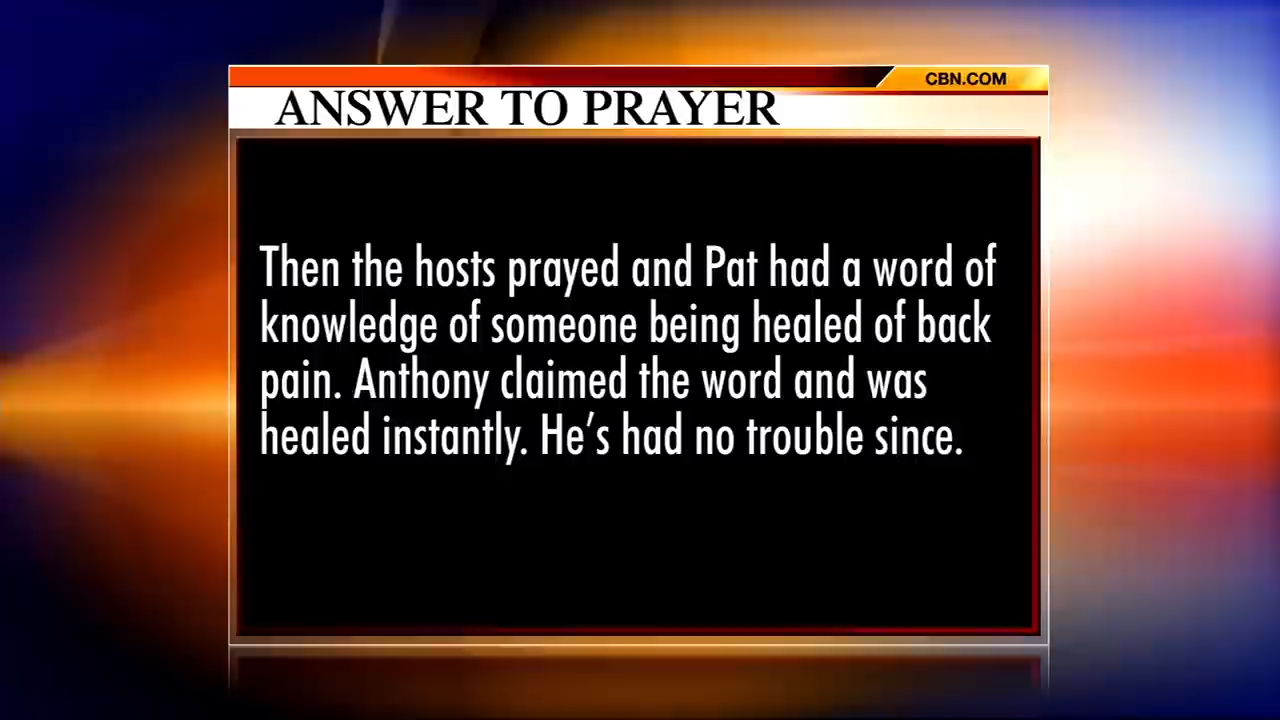 CBN.COM
ANSWER TO PRAYER
Then the hosts prayed and Pat had a word of
knowledge of someone being healed of back
pain. Anthony claimed the word and was
healed instantly. He’s had no trouble since.